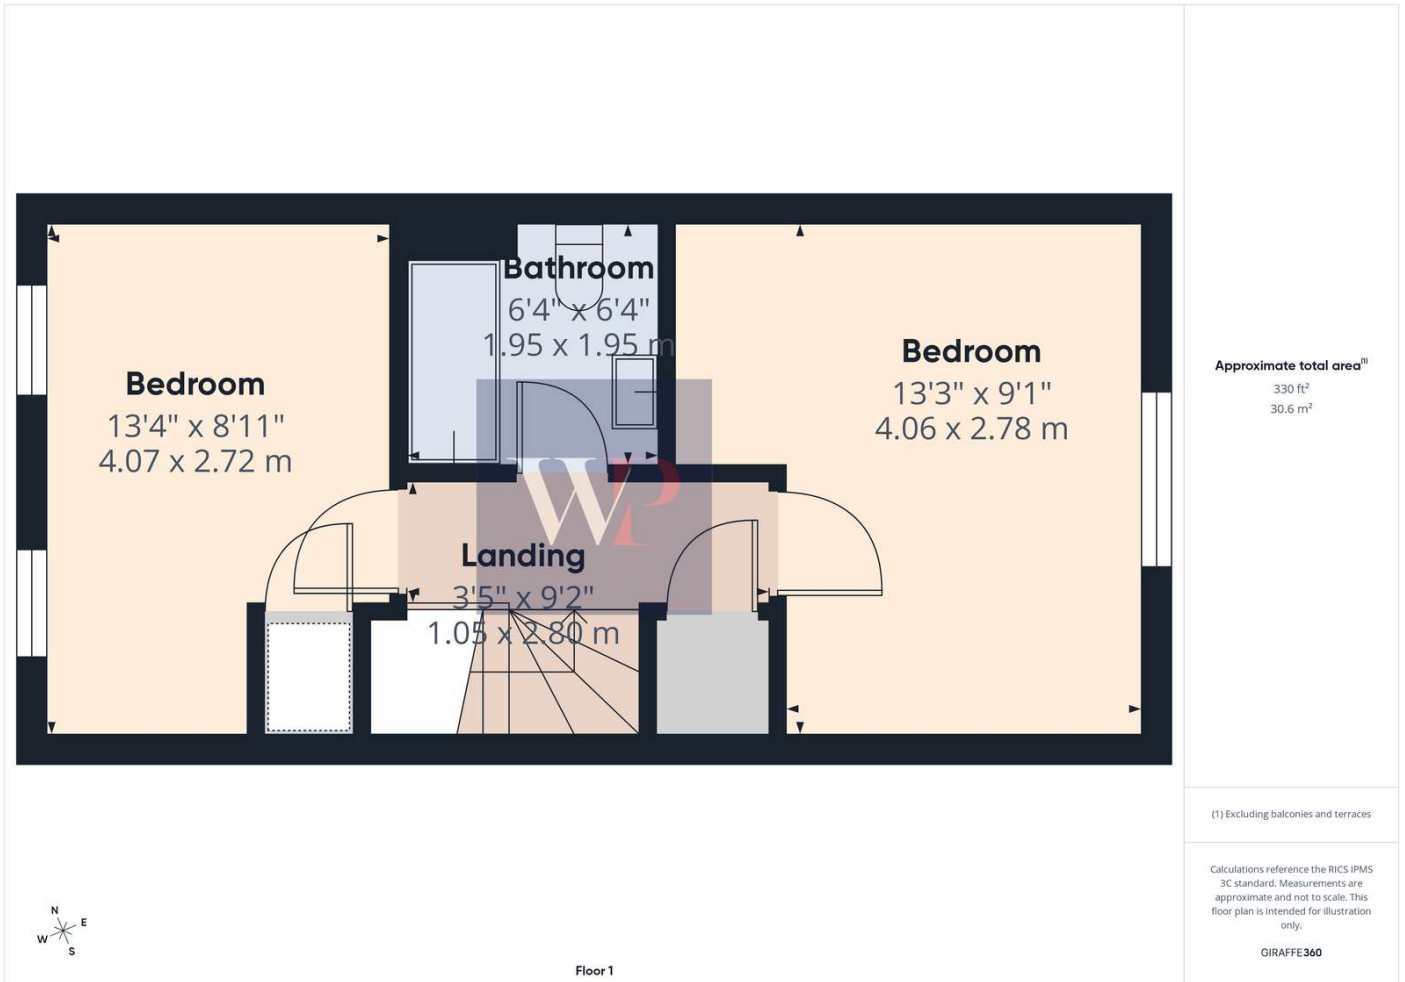 Bedroom
13'4" x 8'11"
4.07 x 2.72 m
Bathroom
6'4" x 6'4"
1.95 x 1.95 m
Bedroom
13'3" x 9'1"
4.06 x 2.78 m
WP
Landing
3'5" x 9'2"
1.05 x 2.80 m
Approximate total area(1)
330 ft²
30.6 m²
(1) Excluding balconies and terraces
Calculations reference the RICS IPMS
3C standard. Measurements are
approximate and not to scale. This
floor plan is intended for illustration
only.
GIRAFFE360
N
E
W
S
Floor 1